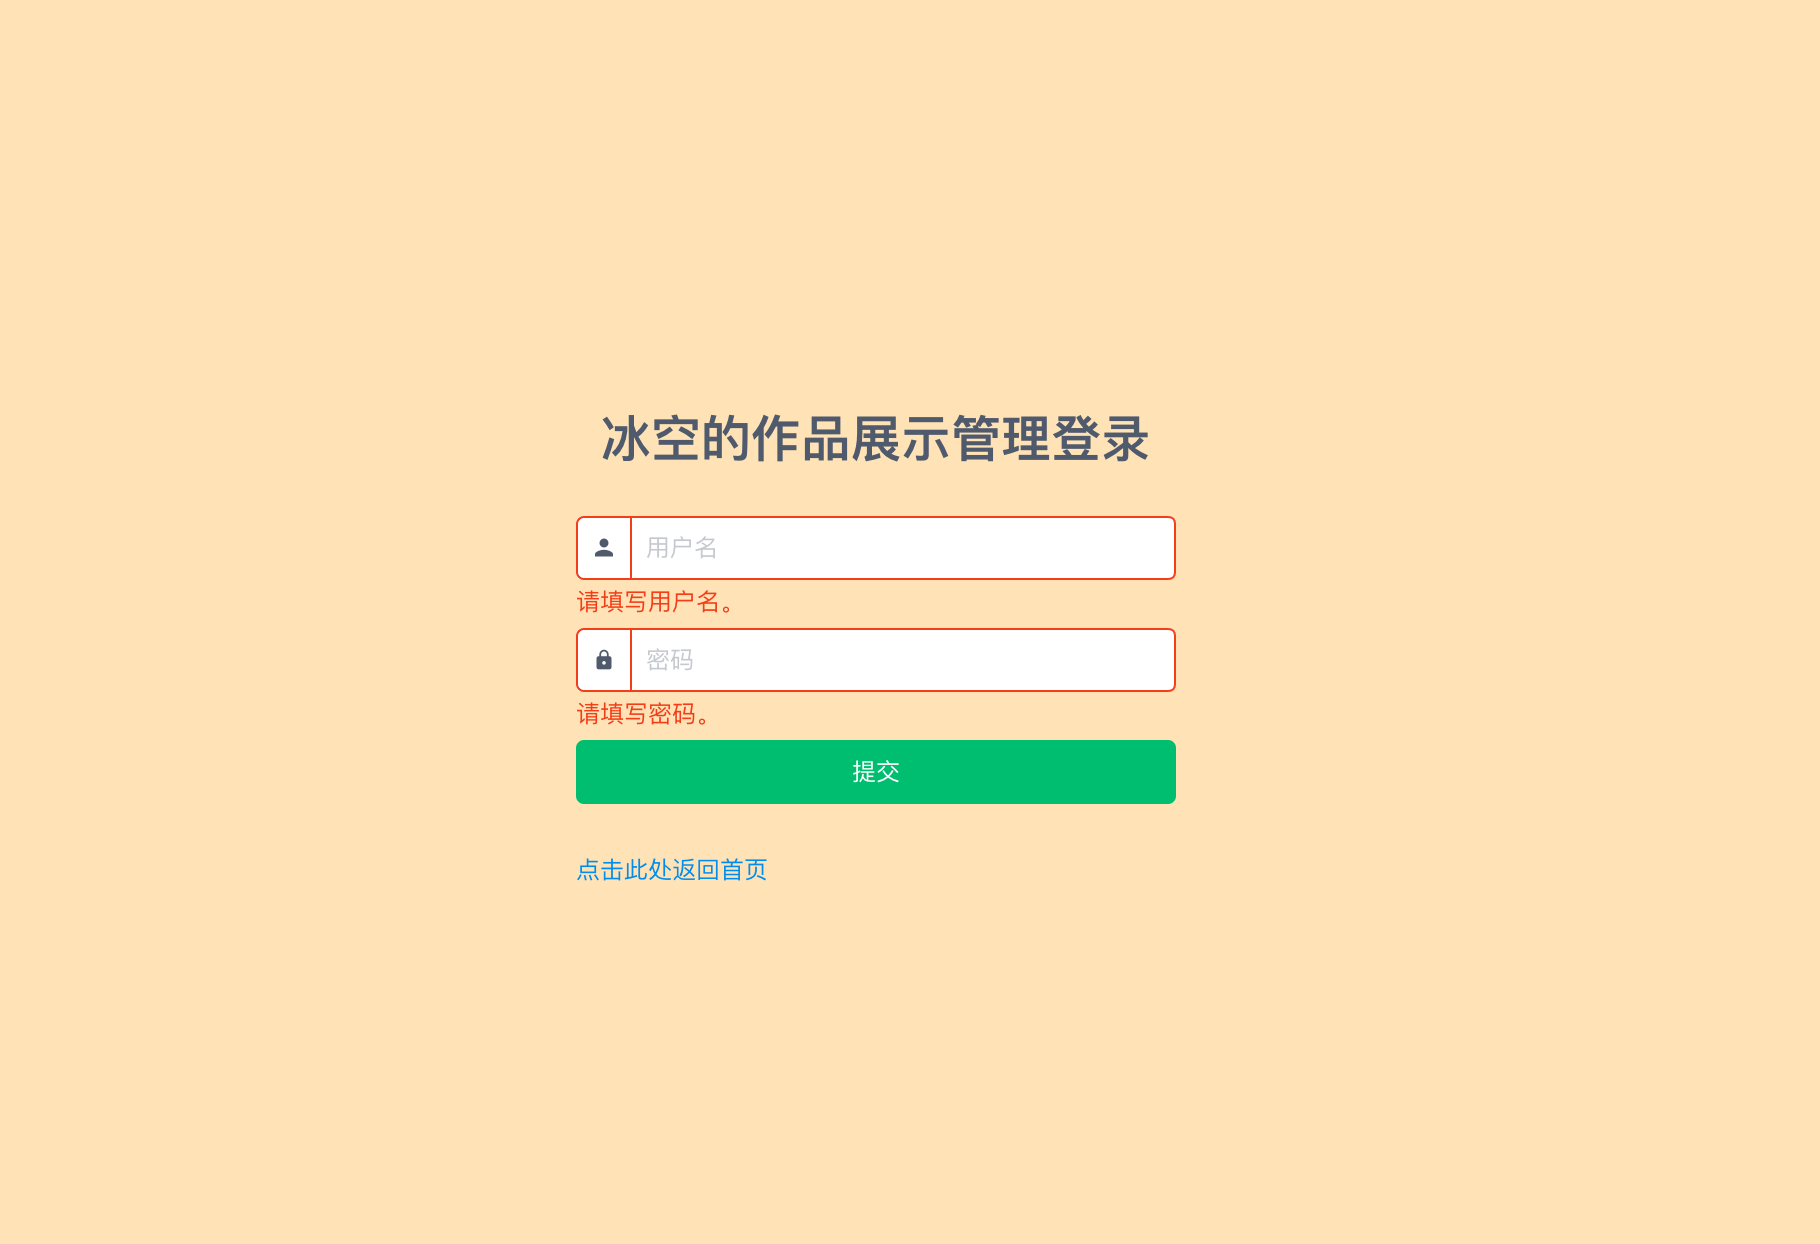 冰空的作品展示管理登录
用户名
请填写用户名。
密码
请填写密码。
提交
点击此处返回首页